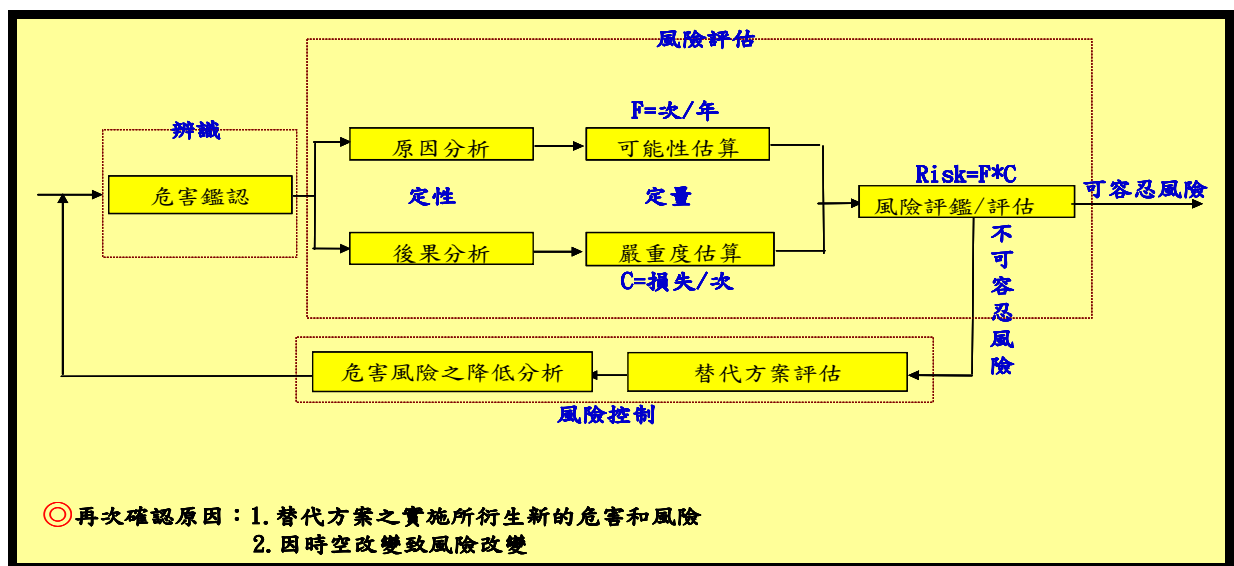 風險評估
辨識
F=次/年
原因分析
可能性估算
危害鑑認
定性
定量
Risk=F*C
風險評鑑/評估
可容忍風險
後果分析
嚴重度估算
C=損失/次
不可容忍風險
危害風險之降低分析
替代方案評估
風險控制
◎再次確認原因：1.替代方案之實施所衍生新的危害和風險
2.因時空改變致風險改變